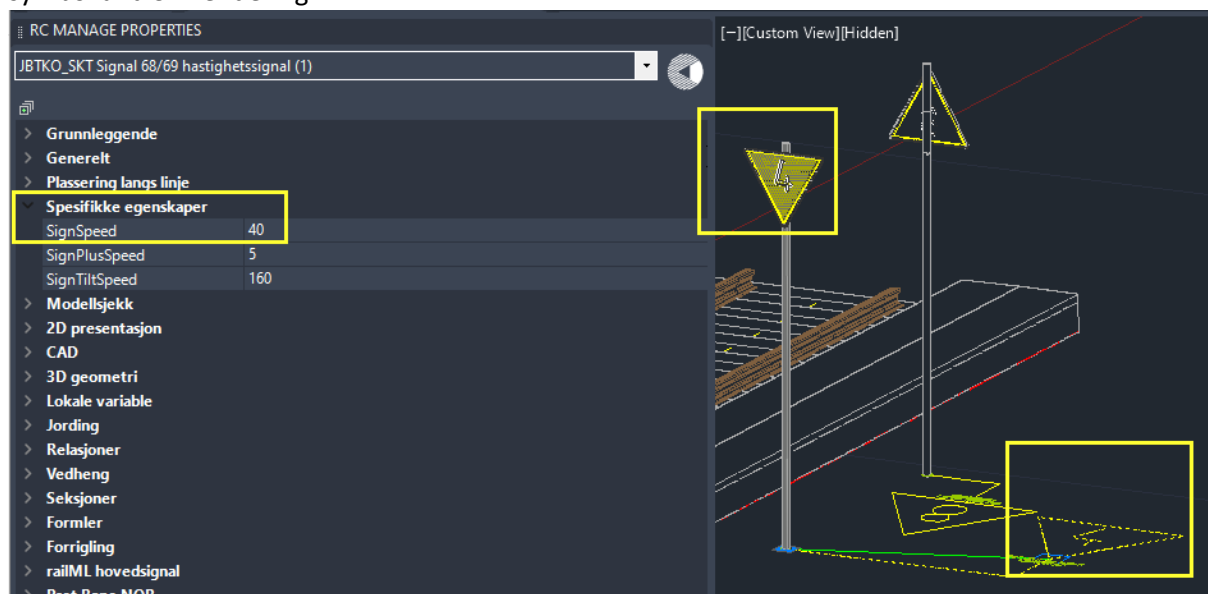 RC MANAGE PROPERTIES
[−][Custom View][Hidden]
JBTKO_SKT Signal 68/69 hastighetssignal (1)
Grunnleggende
Generelt
Plassering langs linje
Spesifikke egenskaper
SignSpeed 40
SignPlusSpeed 5
SignTiltSpeed 160
Modellsjekk
2D presentasjon
CAD
3D geometri
Lokale variable
Jording
Relasjoner
Vedheng
Seksjoner
Formler
Forrigling
railML hovedsignal
4
9
4